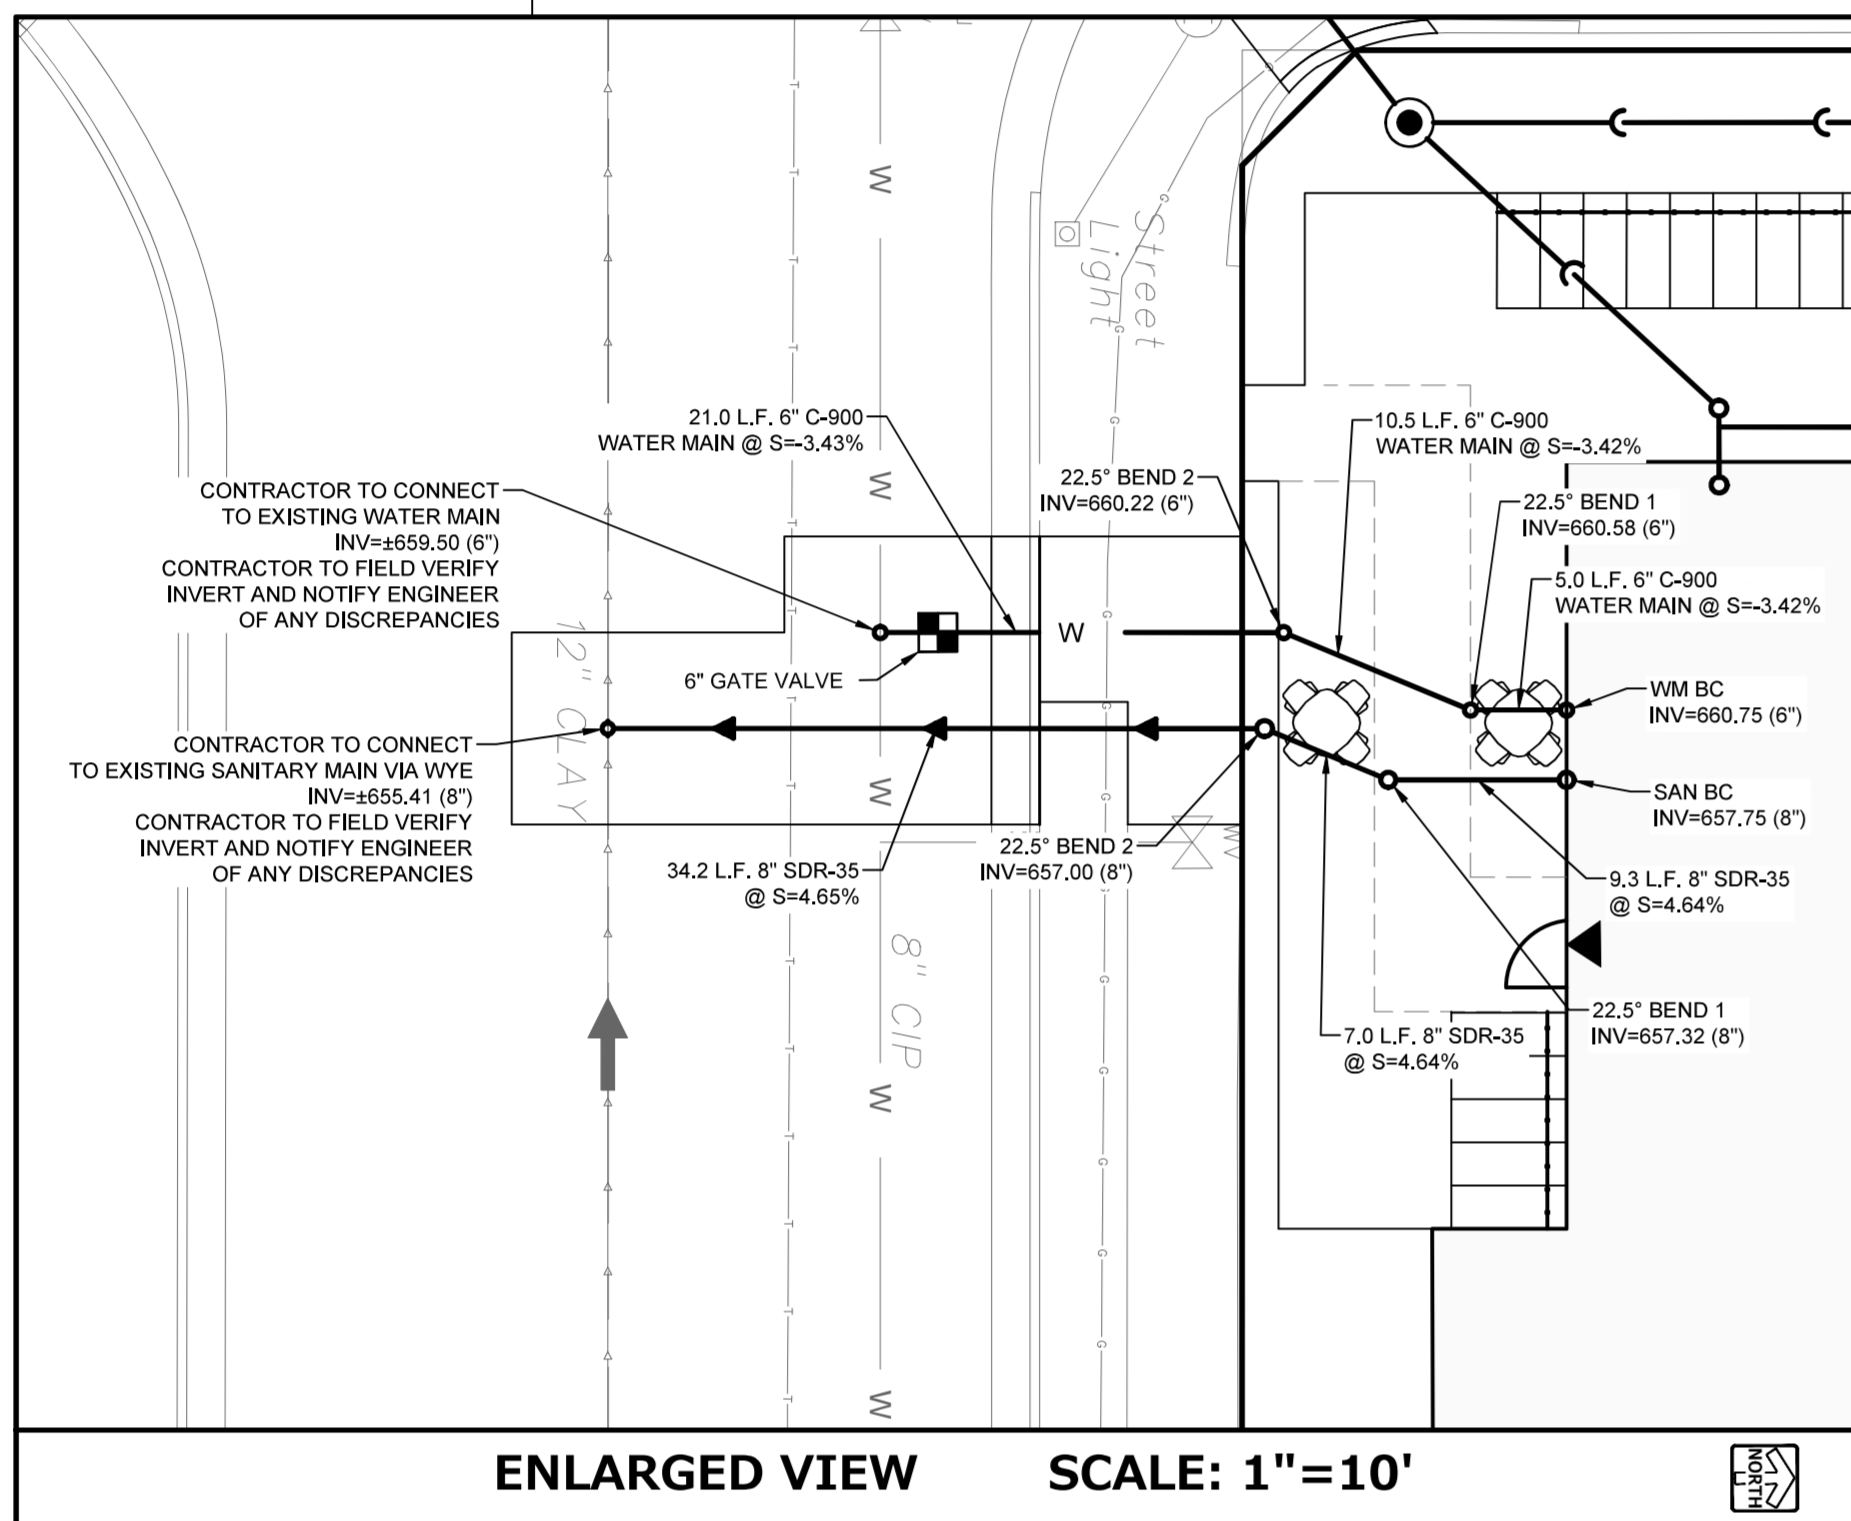 Street
Light
21.0 L.F. 6" C-900
WATER MAIN @ S=-3.43%
10.5 L.F. 6" C-900
WATER MAIN @ S=-3.42%
CONTRACTOR TO CONNECT
TO EXISTING WATER MAIN
INV=±659.50 (6")
CONTRACTOR TO FIELD VERIFY
INVERT AND NOTIFY ENGINEER
OF ANY DISCREPANCIES
22.5° BEND 2
INV=660.22 (6")
22.5° BEND 1
INV=660.58 (6")
5.0 L.F. 6" C-900
WATER MAIN @ S=-3.42%
W
W
W
W
W
W
6" GATE VALVE
12" CLAY
WM BC
INV=660.75 (6")
CONTRACTOR TO CONNECT
TO EXISTING SANITARY MAIN VIA WYE
INV=±655.41 (8")
CONTRACTOR TO FIELD VERIFY
INVERT AND NOTIFY ENGINEER
OF ANY DISCREPANCIES
SAN BC
INV=657.75 (8")
22.5° BEND 2
INV=657.00 (8")
WV
34.2 L.F. 8" SDR-35
@ S=4.65%
9.3 L.F. 8" SDR-35
@ S=4.64%
8" CIP
22.5° BEND 1
INV=657.32 (8")
7.0 L.F. 8" SDR-35
@ S=4.64%
ENLARGED VIEW SCALE: 1"=10'
NORTH